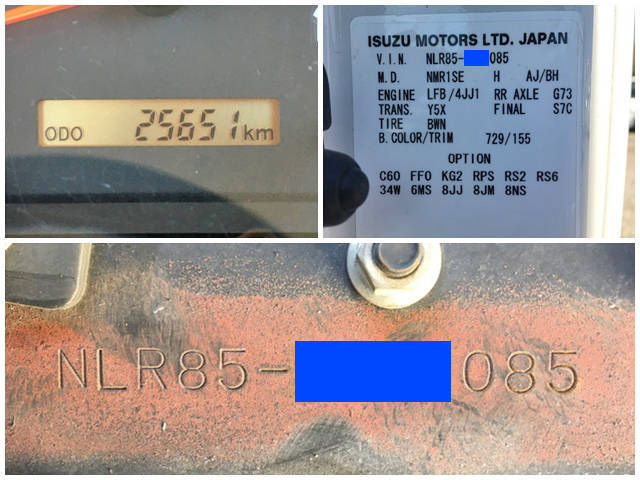 ODO 25651 km
ISUZU MOTORS LTD. JAPAN
V.I.N. NLR85- 085
M.D. NMR1SE H AJ/BH
ENGINE LFB/4JJ1 RR AXLE G73
TRANS. Y5X FINAL S7C
TIRE BWN
B.COLOR/TRIM 729/155
OPTION
C60 FF0 KG2 RPS RS2 RS6
34W 6MS 8JJ 8JM 8NS
NLR85- 085